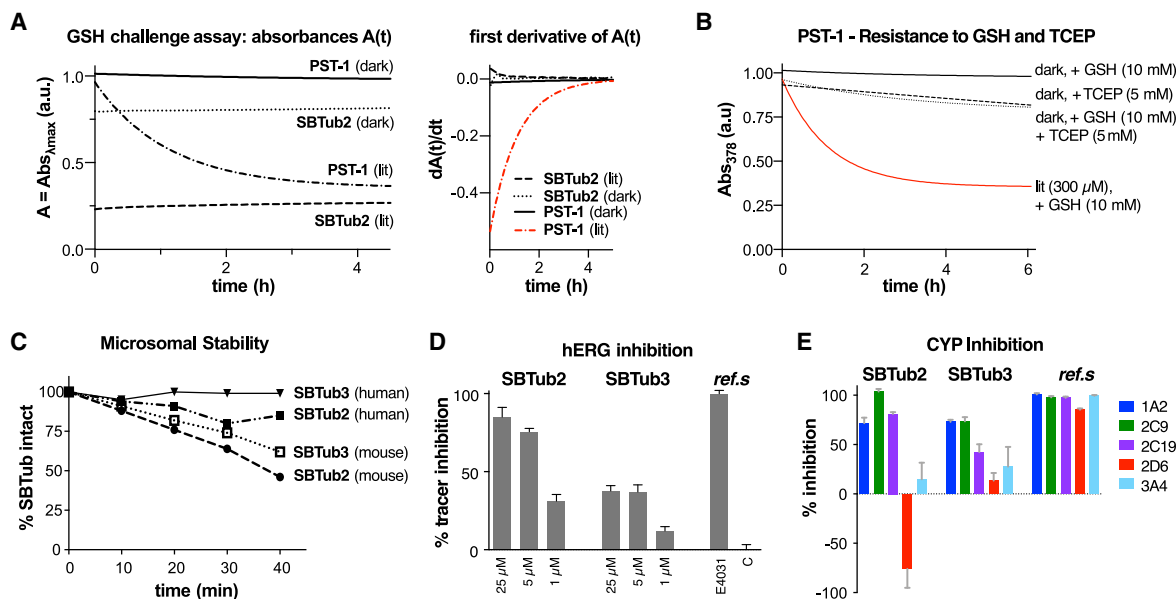 A
GSH challenge assay: absorbances A(t)
A = Abs λmax (a.u.)
1.0
0.5
0.0
PST-1 (dark)
SBTub2 (dark)
PST-1 (lit)
SBTub2 (lit)
0 2 4
time (h)
first derivative of A(t)
dA(t)/dt
0.0
-0.2
-0.4
SBTub2 (lit)
SBTub2 (dark)
PST-1 (dark)
PST-1 (lit)
0 2 4
time (h)
B
PST-1 - Resistance to GSH and TCEP
Abs378 (a.u)
1.00
0.75
0.50
0.25
0.00
dark, + GSH (10 mM)
dark, + TCEP (5 mM)
dark, + GSH (10 mM)
+ TCEP (5 mM)
lit (300 µM),
+ GSH (10 mM)
0 2 4 6
time (h)
C
Microsomal Stability
% SBTub intact
100
75
50
25
0
SBTub3 (human)
SBTub2 (human)
SBTub3 (mouse)
SBTub2 (mouse)
0 10 20 30 40
time (min)
D
hERG inhibition
SBTub2 SBTub3 ref.s
% tracer inhibition
100
50
0
25 µM 5 µM 1 µM 25 µM 5 µM 1 µM E4031 C
E
CYP Inhibition
SBTub2 SBTub3 ref.s
% inhibition
100
50
0
-50
-100
1A2
2C9
2C19
2D6
3A4